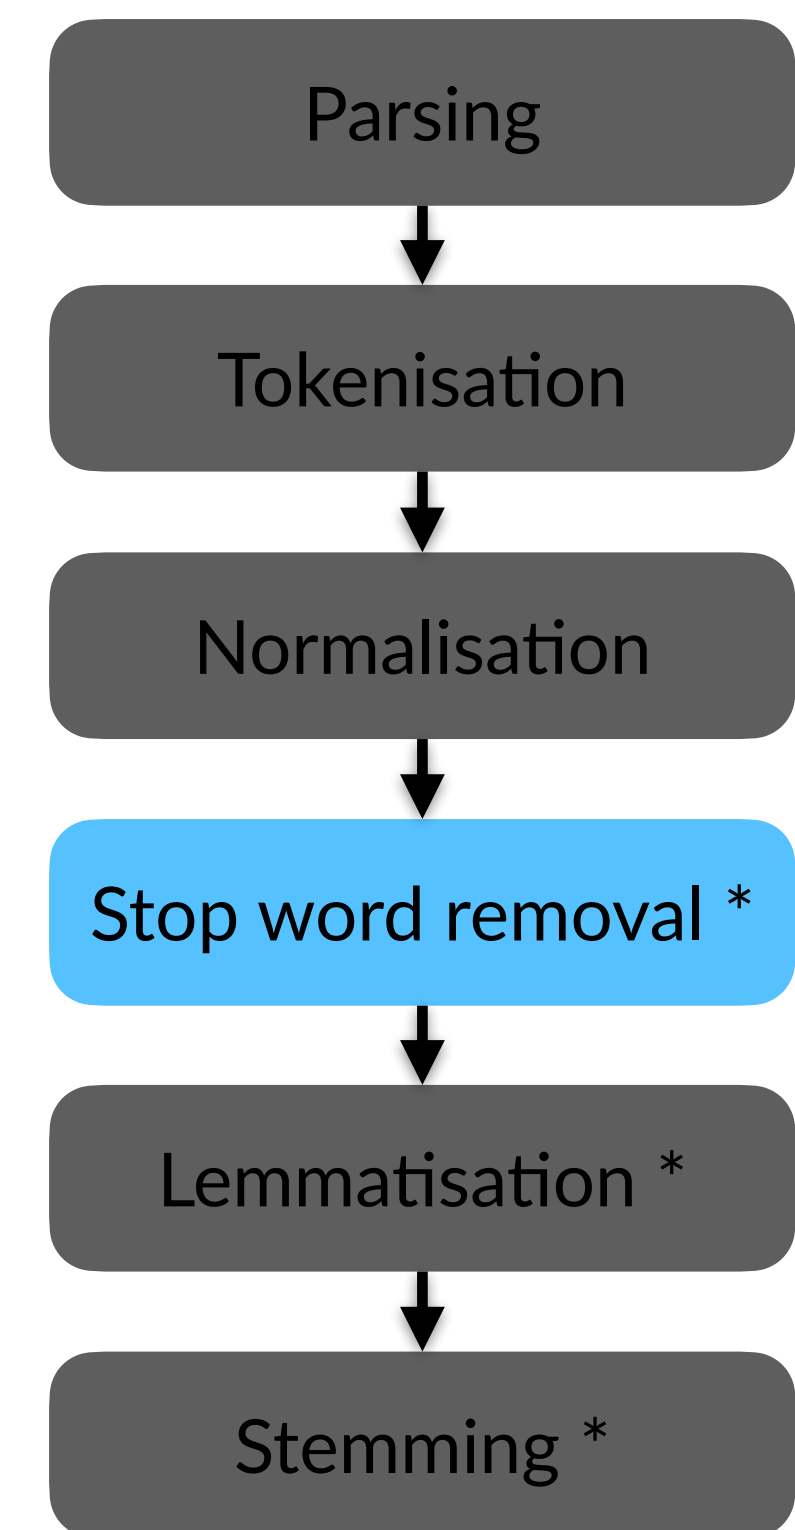 Parsing
Tokenisation
Normalisation
Stop word removal *
Lemmatisation *
Stemming *